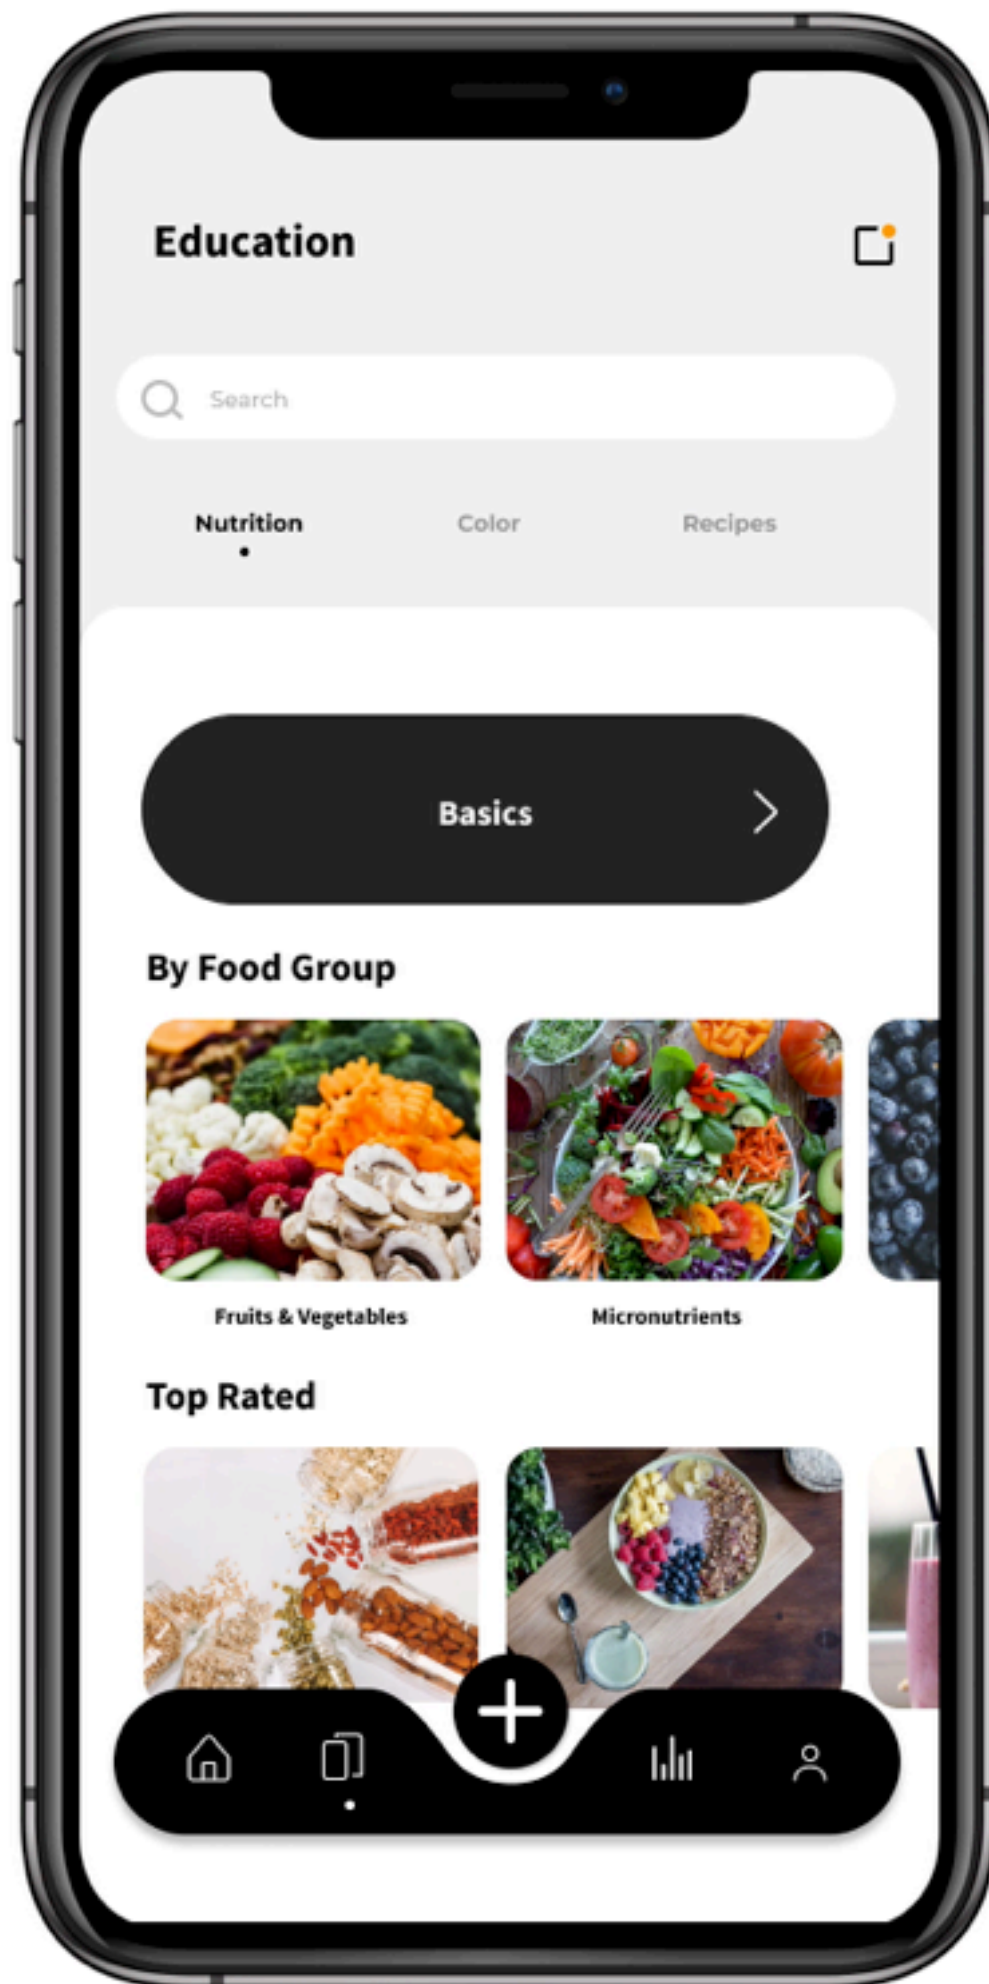 Education
Search
Nutrition Color Recipes
Basics
By Food Group
Fruits & Vegetables Micronutrients
Top Rated